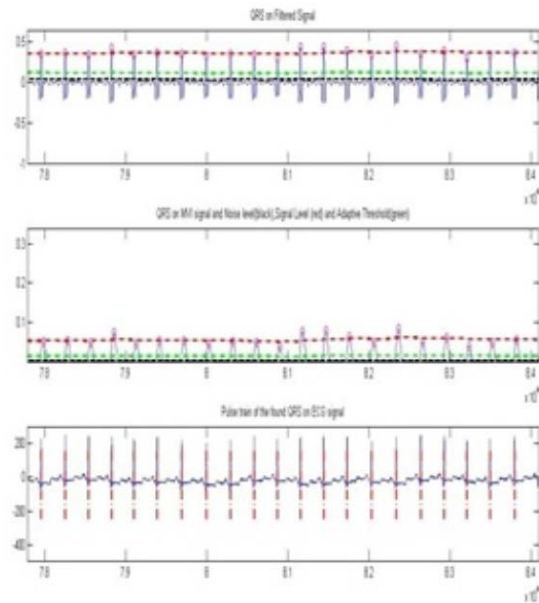 QRS on Filtered Signal
0.5
0
-0.5
-1
7.8 7.9 8 8.1 8.2 8.3 8.4
x 10⁴
QRS on MVI signal and Noise level(black),Signal Level (red) and Adaptive Threshold(green)
0.3
0.2
0.1
7.8 7.9 8 8.1 8.2 8.3 8.4
x 10⁴
Pulse train of the found QRS on ECG signal
200
0
-200
-400
7.8 7.9 8 8.1 8.2 8.3 8.4
x 10⁴